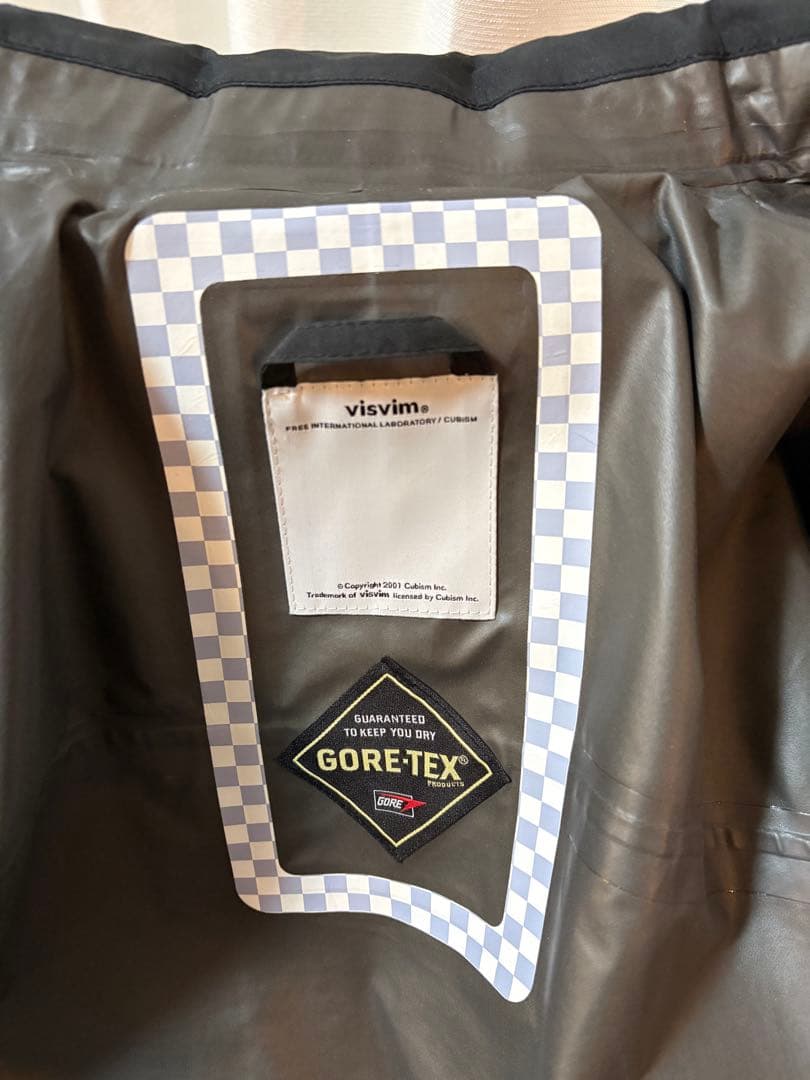 visvim®
FREE INTERNATIONAL LABORATORY / CUBISM
© Copyright 2001 Cubism Inc.
Trademark of visvim licensed by Cubism Inc.
GUARANTEED
TO KEEP YOU DRY
GORE-TEX®
PRODUCTS
GORE